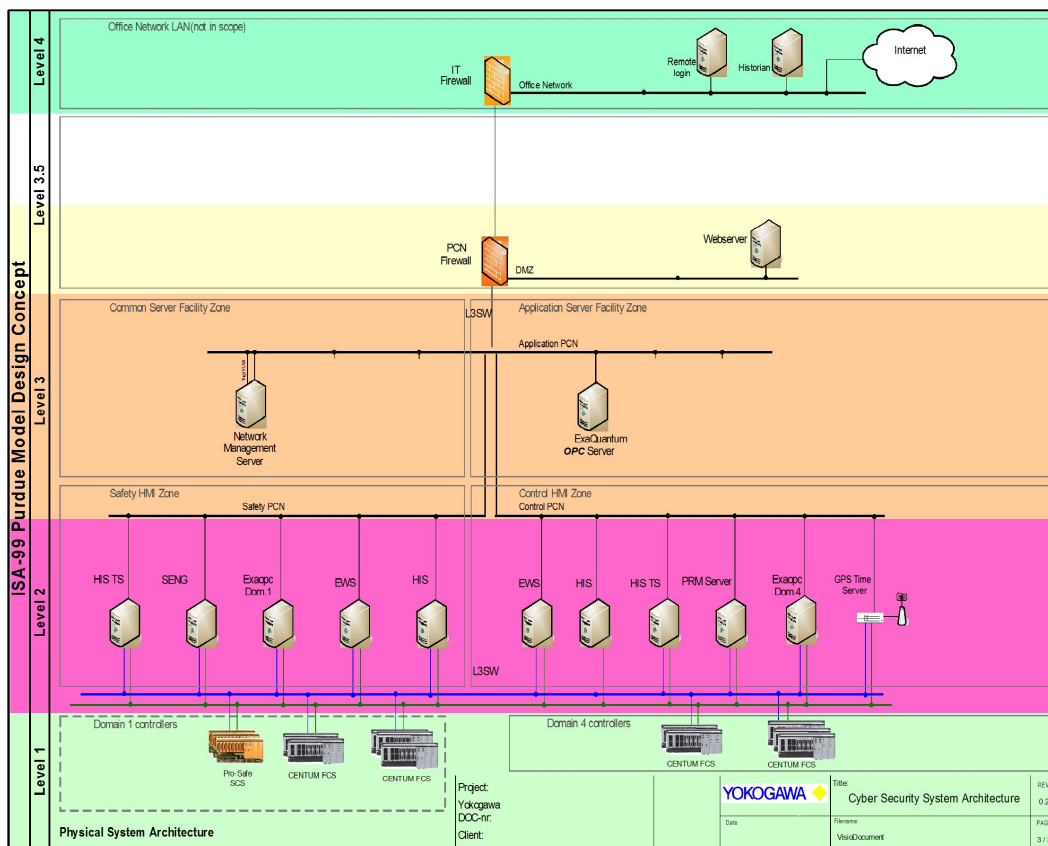 ISA-99 Purdue Model Design Concept
Level 4
Office Network LAN(not in scope)
IT
Firewall
Office Network
Remote
login
Historian
Internet
Level 3.5
PCN
Firewall
DMZ
Webserver
Level 3
Common Server Facility Zone
L3SW
Application Server Facility Zone
Application PCN
Network
Management
Server
ExaQuantum
OPC Server
Safety HMI Zone
Safety PCN
Control HMI Zone
Control PCN
Level 2
HIS TS
SENG
Exaopc
Dom.1
EWS
HIS
EWS
HIS
HIS TS
PRM Server
Exaopc
Dom.4
GPS Time
Server
L3SW
Level 1
Domain 1 controllers
Pro-Safe
SCS
CENTUM FCS
CENTUM FCS
Domain 4 controllers
CENTUM FCS
CENTUM FCS
Physical System Architecture
Project:
Yokogawa
DOC-nr:
Client:
YOKOGAWA
Date
Title:
Cyber Security System Architecture
Filename:
VisioDocument
REV
0.2
PAG
3 /